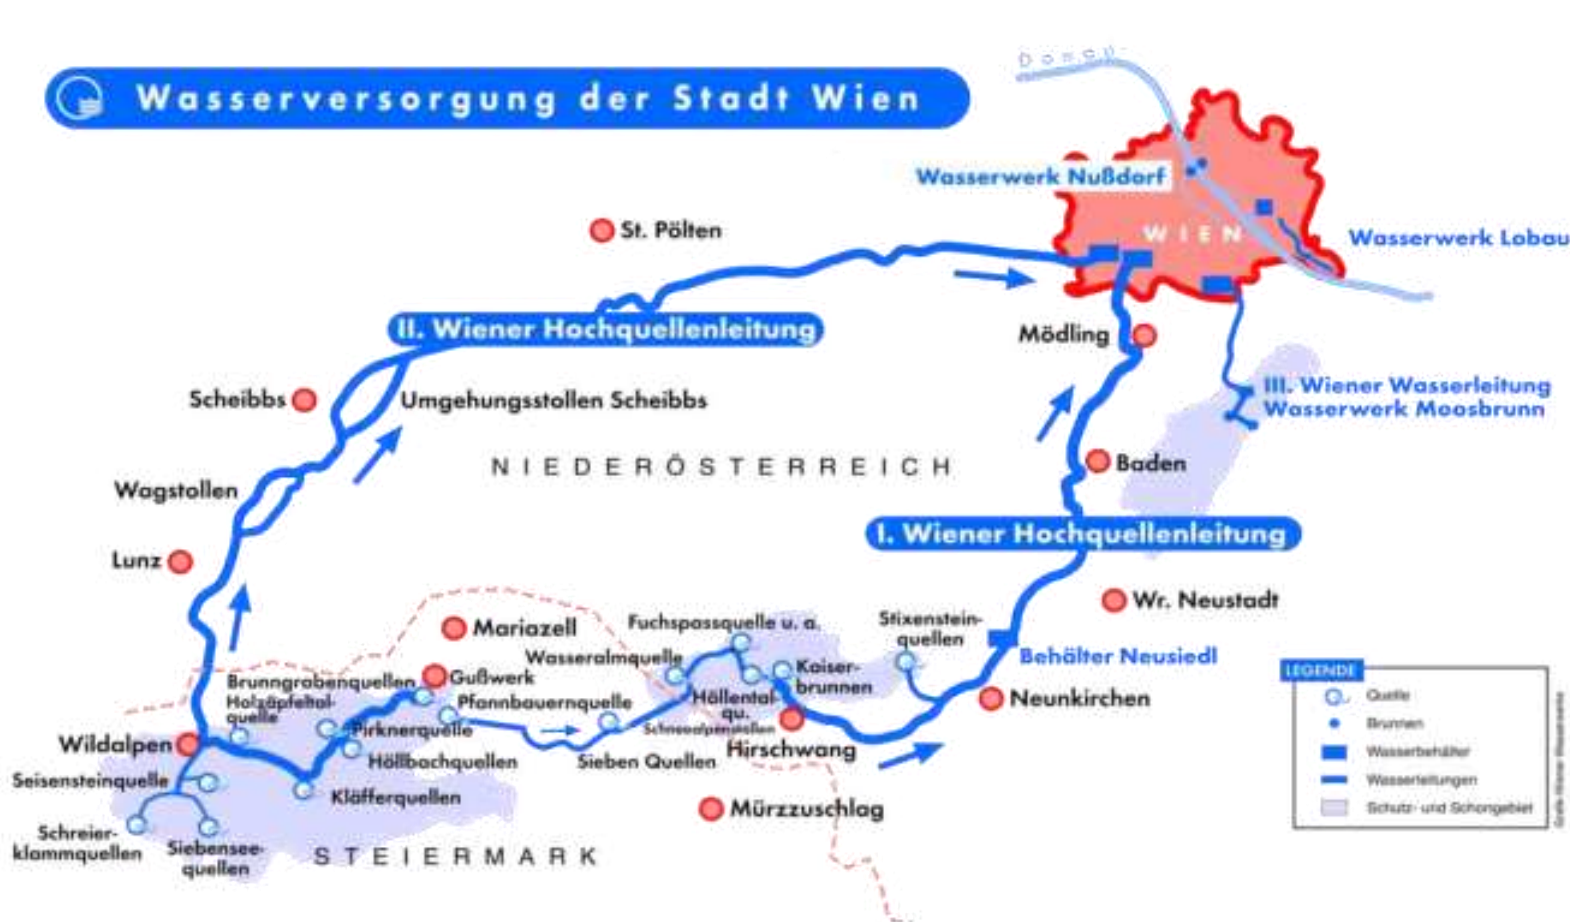 Donau
Wasserversorgung der Stadt Wien
Wasserwerk Nußdorf
St. Pölten
WIEN
Wasserwerk Lobau
II. Wiener Hochquellenleitung
Mödling
Scheibbs
Umgehungsstollen Scheibbs
III. Wiener Wasserleitung
Wasserwerk Moosbrunn
NIEDERÖSTERREICH
Baden
Wagstollen
I. Wiener Hochquellenleitung
Lunz
Wr. Neustadt
Mariazell
Fuchspassquelle u. a.
Stixenstein-
quellen
Wasseralmquelle
Behälter Neusiedl
Kaiser-
brunnen
Brunngrabenquellen
Gußwerk
Holzäpfeltal-
quelle
Pfannbauernquelle
Höllental-
qu.
Neunkirchen
Pirknerquelle
Schneealpenstollen
Wildalpen
Hirschwang
Höllbachquellen
Sieben Quellen
Seisensteinquelle
Kläfferquellen
Mürzzuschlag
Schreier-
klammquellen
Siebensee-
quellen
STEIERMARK
LEGENDE
Quelle
Brunnen
Wasserbehälter
Wasserleitungen
Schutz- und Schongebiet